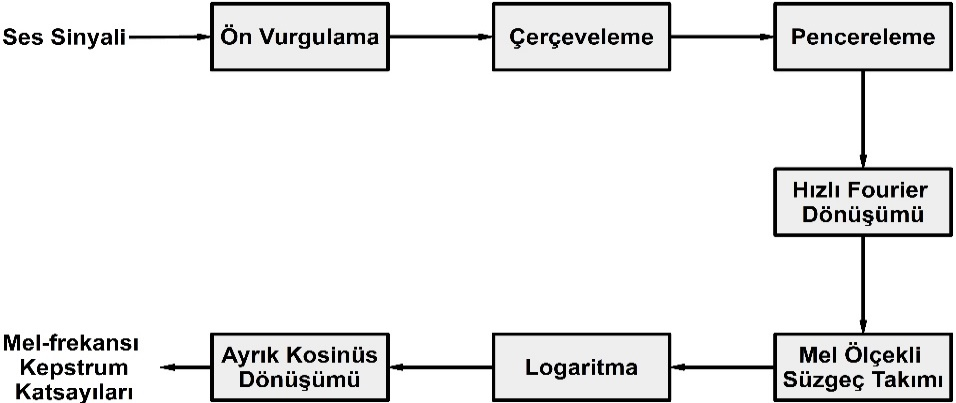 Ses Sinyali
Ön Vurgulama
Çerçeveleme
Pencereleme
Hızlı Fourier
Dönüşümü
Mel Ölçekli
Süzgeç Takımı
Logaritma
Ayrık Kosinüs
Dönüşümü
Mel-frekansı
Kepstrum
Katsayıları